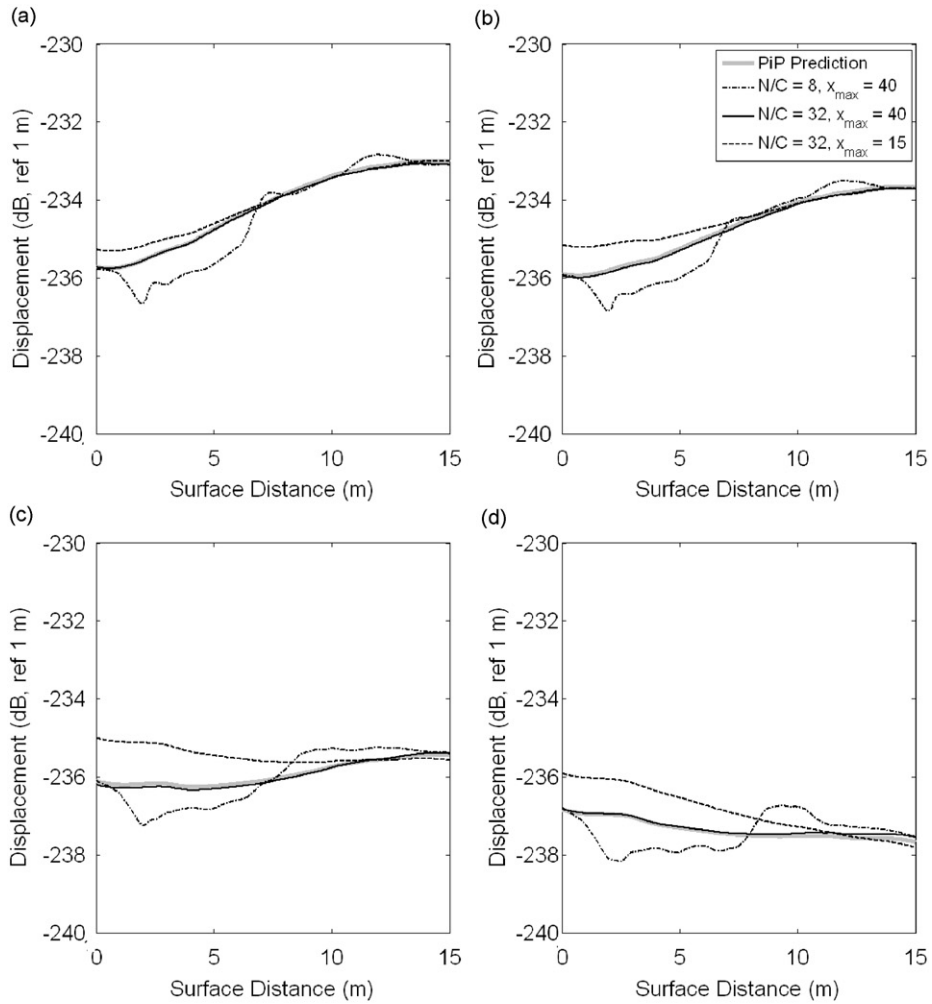 (a)
-230
-232
-234
-236
-238
-240
Displacement (dB, ref 1 m)
0 5 10 15
Surface Distance (m)
(b)
-230
-232
-234
-236
-238
-240
Displacement (dB, ref 1 m)
PiP Prediction
N/C = 8, xmax = 40
N/C = 32, xmax = 40
N/C = 32, xmax = 15
0 5 10 15
Surface Distance (m)
(c)
-230
-232
-234
-236
-238
-240
Displacement (dB, ref 1 m)
0 5 10 15
Surface Distance (m)
(d)
-230
-232
-234
-236
-238
-240
Displacement (dB, ref 1 m)
0 5 10 15
Surface Distance (m)